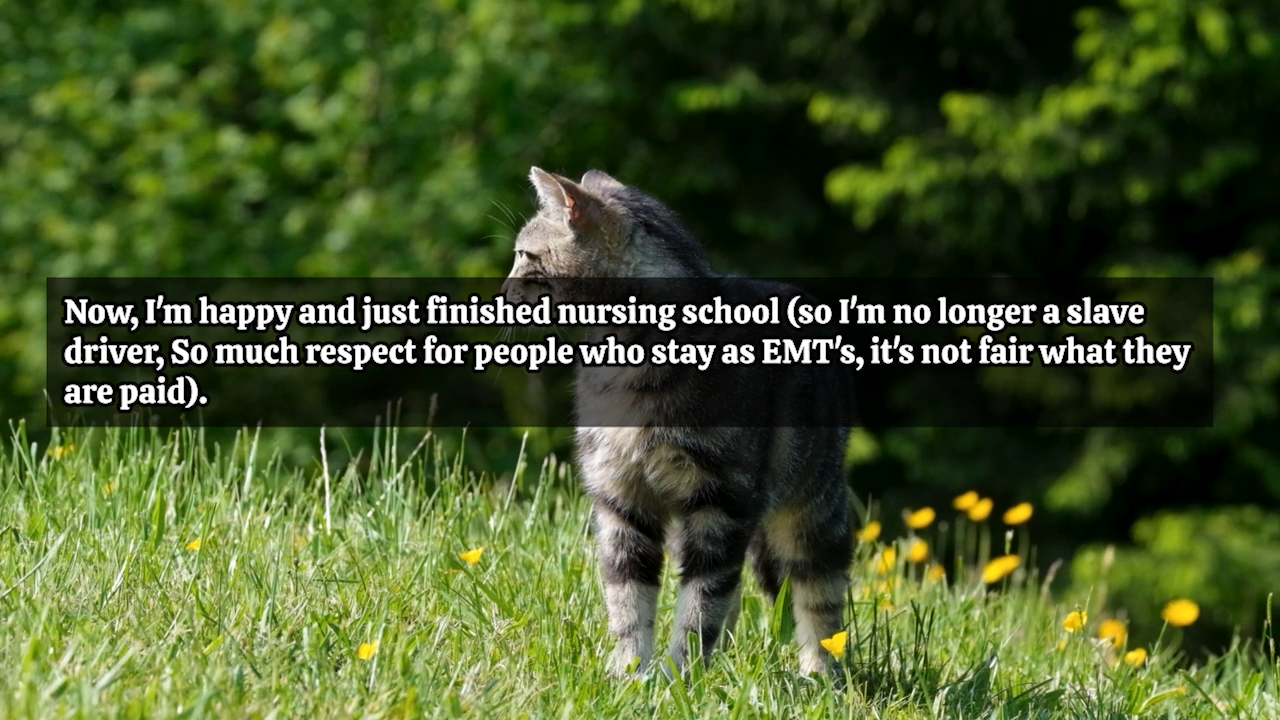 Now, I'm happy and just finished nursing school (so I'm no longer a slave
driver, So much respect for people who stay as EMT's, it's not fair what they
are paid).